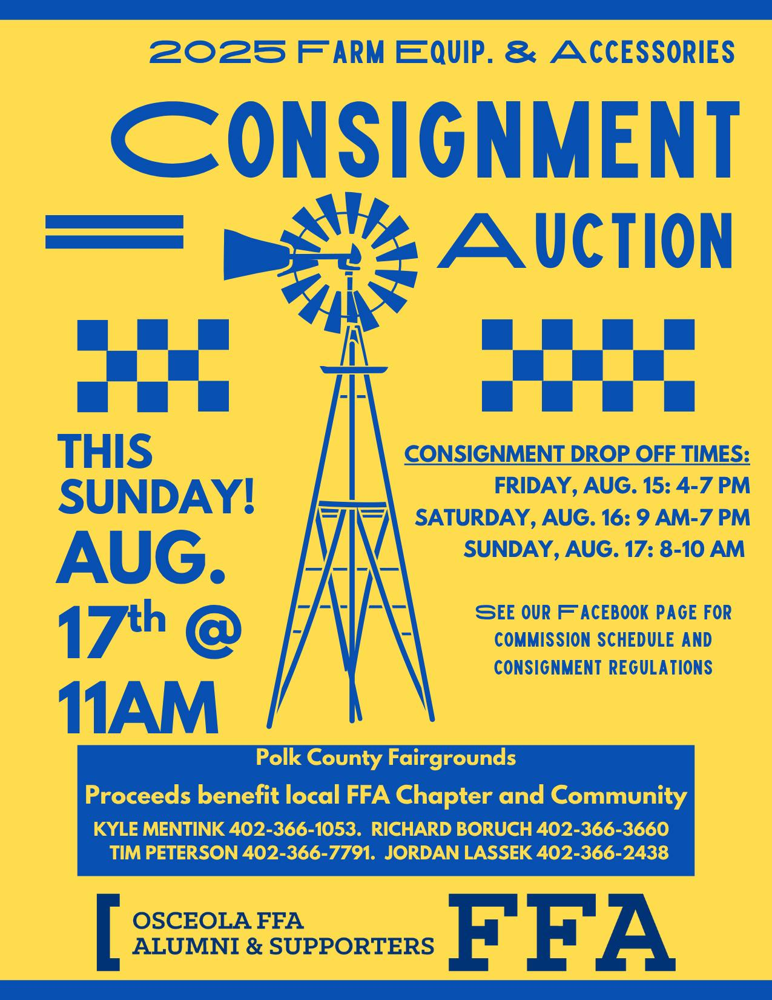 2025 Farm Equip. & Accessories
Consignment
Auction
THIS
SUNDAY!
AUG.
17th @
11AM
CONSIGNMENT DROP OFF TIMES:
FRIDAY, AUG. 15: 4-7 PM
SATURDAY, AUG. 16: 9 AM-7 PM
SUNDAY, AUG. 17: 8-10 AM
See our Facebook page for
commission schedule and
consignment regulations
Polk County Fairgrounds
Proceeds benefit local FFA Chapter and Community
KYLE MENTINK 402-366-1053. RICHARD BORUCH 402-366-3660
TIM PETERSON 402-366-7791. JORDAN LASSEK 402-366-2438
OSCEOLA FFA
ALUMNI & SUPPORTERS
FFA